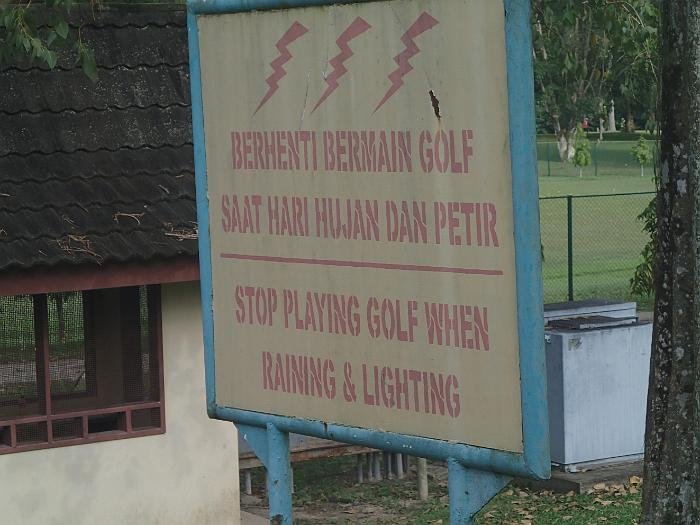 BERHENTI BERMAIN GOLF
SAAT HARI HUJAN DAN PETIR
STOP PLAYING GOLF WHEN
RAINING & LIGHTING